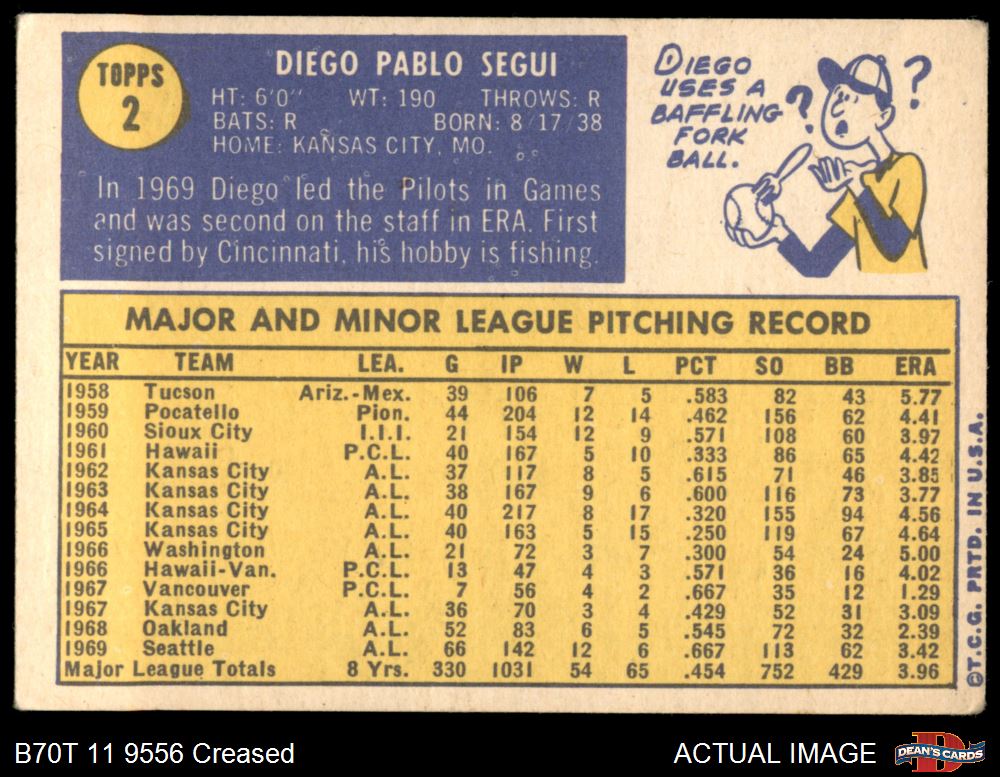 TOPPS
2
DIEGO PABLO SEGUI
HT: 6'0" WT: 190 THROWS: R
BATS: R BORN: 8 17 38
HOME: KANSAS CITY, MO.
In 1969 Diego led the Pilots in Games
and was second on the staff in ERA. First
signed by Cincinnati, his hobby is fishing.
DIEGO
USES A
BAFFLING
FORK
BALL.
? ?
MAJOR AND MINOR LEAGUE PITCHING RECORD
YEAR TEAM LEA. G IP W L PCT SO BB ERA
1958 Tucson Ariz.-Mex. 39 106 7 5 .583 82 43 5.77
1959 Pocatello Pion. 44 204 12 14 .462 156 62 4.41
1960 Sioux City I.I.I. 21 154 12 9 .571 108 60 3.97
1961 Hawaii P.C.L. 40 167 5 10 .333 86 65 4.42
1962 Kansas City A.L. 37 117 8 5 .615 71 46 3.85
1963 Kansas City A.L. 38 167 9 6 .600 116 73 3.77
1964 Kansas City A.L. 40 217 8 17 .320 155 94 4.56
1965 Kansas City A.L. 40 163 5 15 .250 119 67 4.64
1966 Washington A.L. 21 72 3 7 .300 54 24 5.00
1966 Hawaii-Van. P.C.L. 13 47 4 3 .571 36 16 4.02
1967 Vancouver P.C.L. 7 56 4 2 .667 35 12 1.29
1967 Kansas City A.L. 36 70 3 4 .429 52 31 3.09
1968 Oakland A.L. 52 83 6 5 .545 72 32 2.39
1969 Seattle A.L. 66 142 12 6 .667 113 62 3.42
Major League Totals 8 Yrs. 330 1031 54 65 .454 752 429 3.96
©T.C.G. PRTD. IN U.S.A.
B70T 11 9556 Creased
ACTUAL IMAGE
DEAN'S CARDS